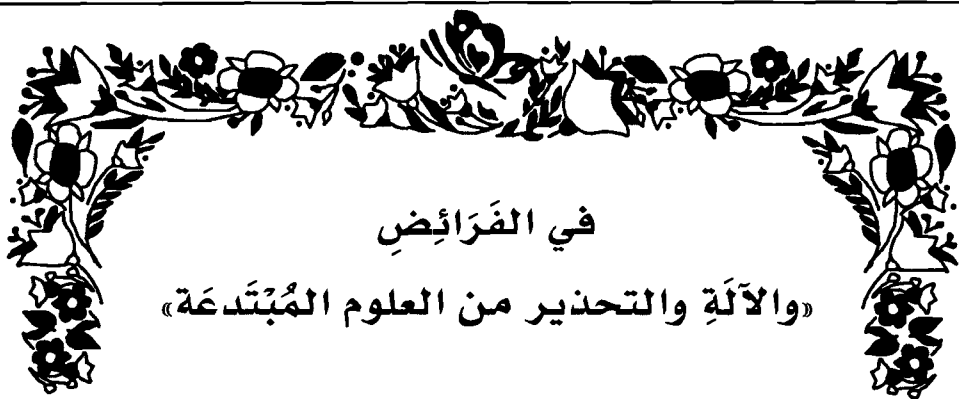 في الفَرَائِضِ
«والآلَةِ والتحذير من العلوم المُبْتَدعَة»